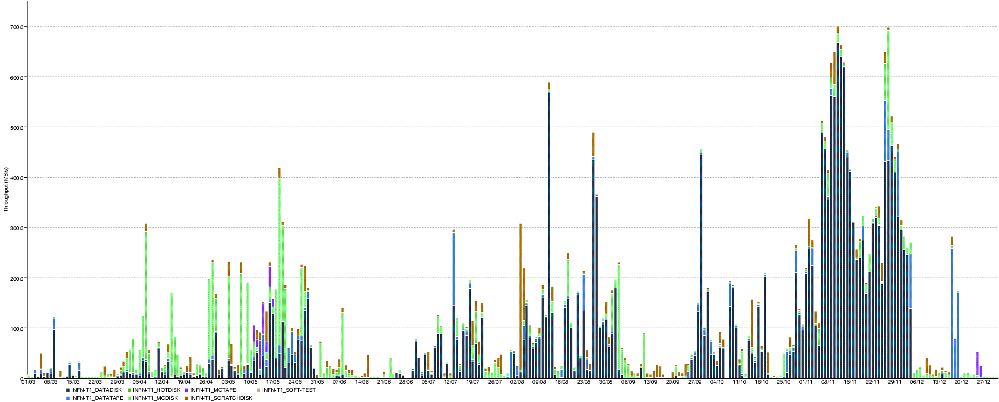 700.0
600.0
500.0
400.0
300.0
200.0
100.0
0
Throughput (MB/s)
01/03 08/03 15/03 22/03 29/03 05/04 12/04 19/04 26/04 03/05 10/05 17/05 24/05 31/05 07/06 14/06 21/06 28/06 05/07 12/07 19/07 26/07 02/08 09/08 16/08 23/08 30/08 06/09 13/09 20/09 27/09 04/10 11/10 18/10 25/10 01/11 08/11 15/11 22/11 29/11 06/12 13/12 20/12 27/12
INFN-T1_DATADISK INFN-T1_HOTDISK INFN-T1_MCTAPE INFN-T1_SOFT-TEST
INFN-T1_DATATAPE INFN-T1_MCDISK INFN-T1_SCRATCHDISK